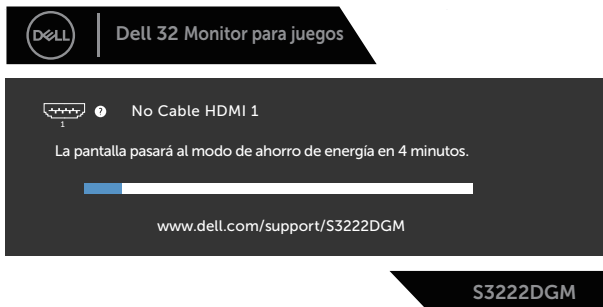 DELL
Dell 32 Monitor para juegos
? No Cable HDMI 1
1
La pantalla pasará al modo de ahorro de energía en 4 minutos.
www.dell.com/support/S3222DGM
S3222DGM